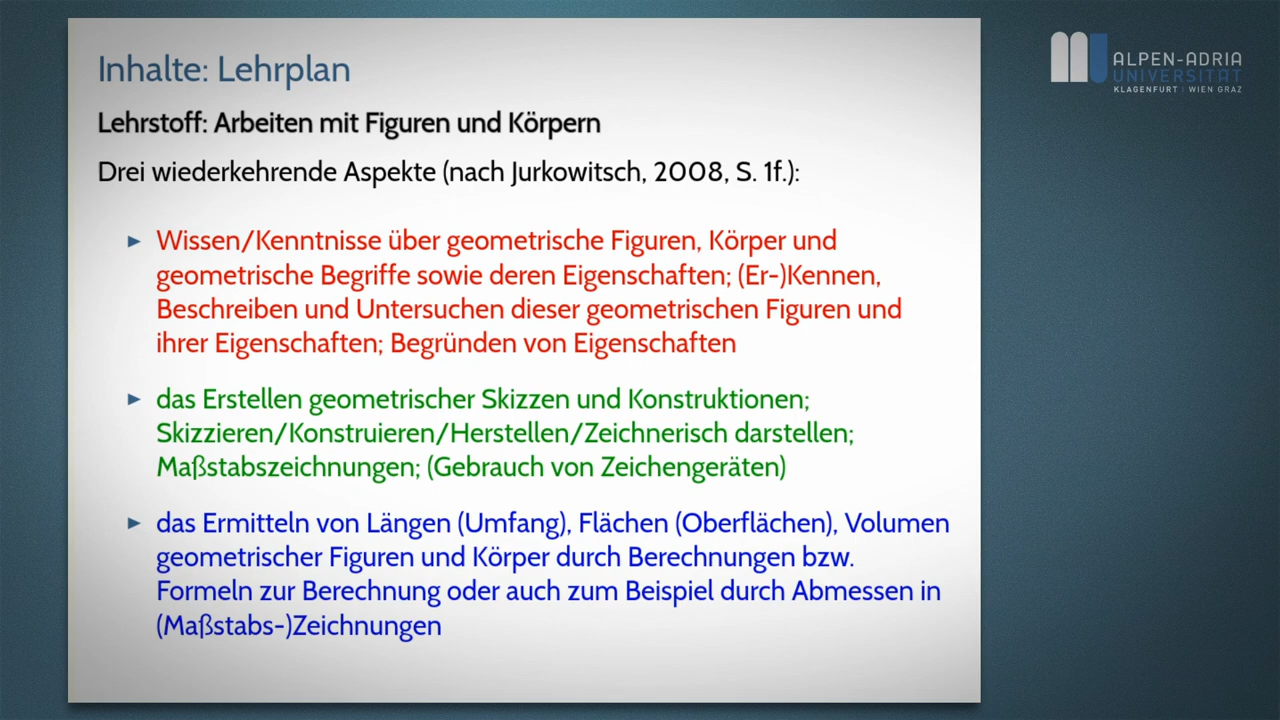 Inhalte: Lehrplan
Lehrstoff: Arbeiten mit Figuren und Körpern
Drei wiederkehrende Aspekte (nach Jurkowitsch, 2008, S. 1f.):
► Wissen/Kenntnisse über geometrische Figuren, Körper und
geometrische Begriffe sowie deren Eigenschaften; (Er-)Kennen,
Beschreiben und Untersuchen dieser geometrischen Figuren und
ihrer Eigenschaften; Begründen von Eigenschaften
► das Erstellen geometrischer Skizzen und Konstruktionen;
Skizzieren/Konstruieren/Herstellen/Zeichnerisch darstellen;
Maßstabszeichnungen; (Gebrauch von Zeichengeräten)
► das Ermitteln von Längen (Umfang), Flächen (Oberflächen), Volumen
geometrischer Figuren und Körper durch Berechnungen bzw.
Formeln zur Berechnung oder auch zum Beispiel durch Abmessen in
(Maßstabs-)Zeichnungen
ALPEN-ADRIA
UNIVERSITÄT
KLAGENFURT | WIEN GRAZ